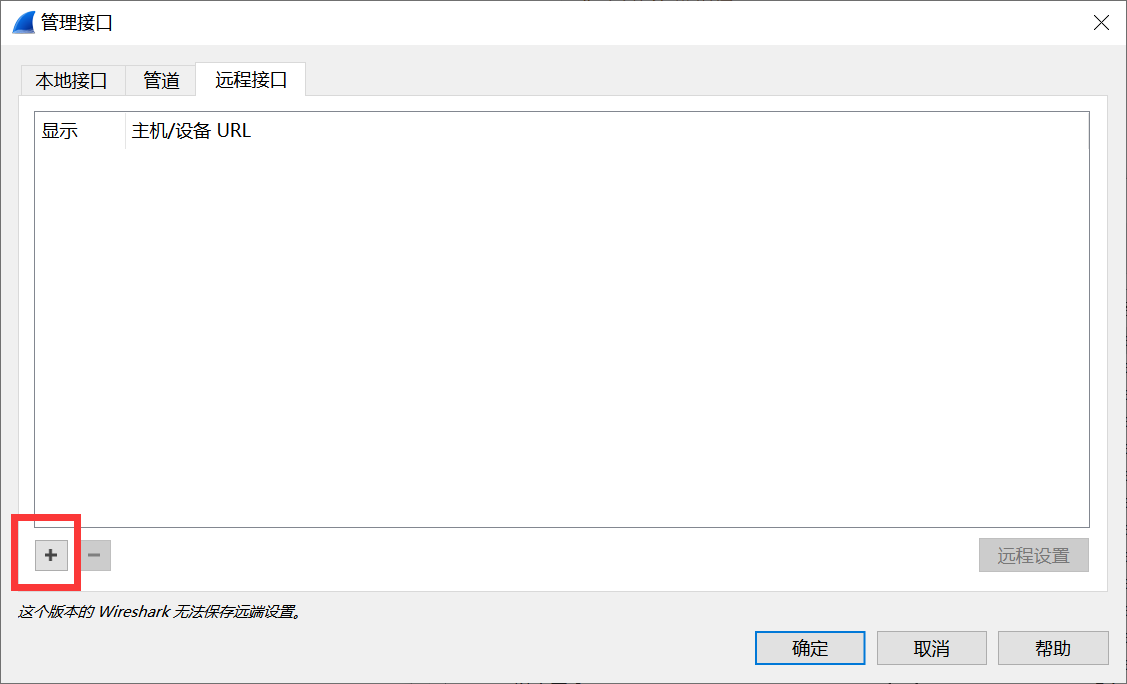 管理接口
本地接口 管道 远程接口
显示 主机/设备 URL
远程设置
这个版本的 Wireshark 无法保存远端设置。
确定 取消 帮助